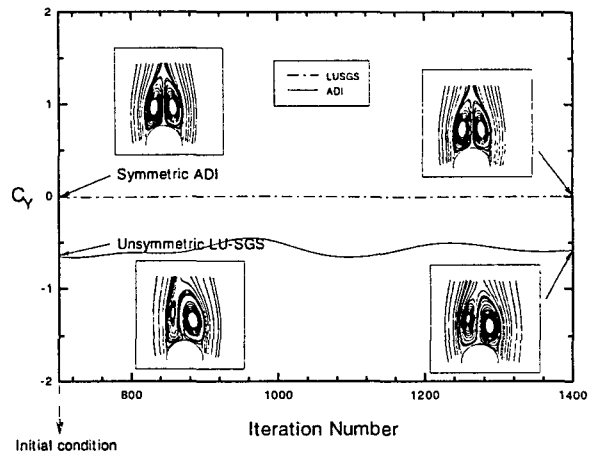 2
LUSGS
ADI
1
Symmetric ADI
0
C_Y
Unsymmetric LU-SGS
-1
-2
800
1000
1200
1400
Iteration Number
Initial condition